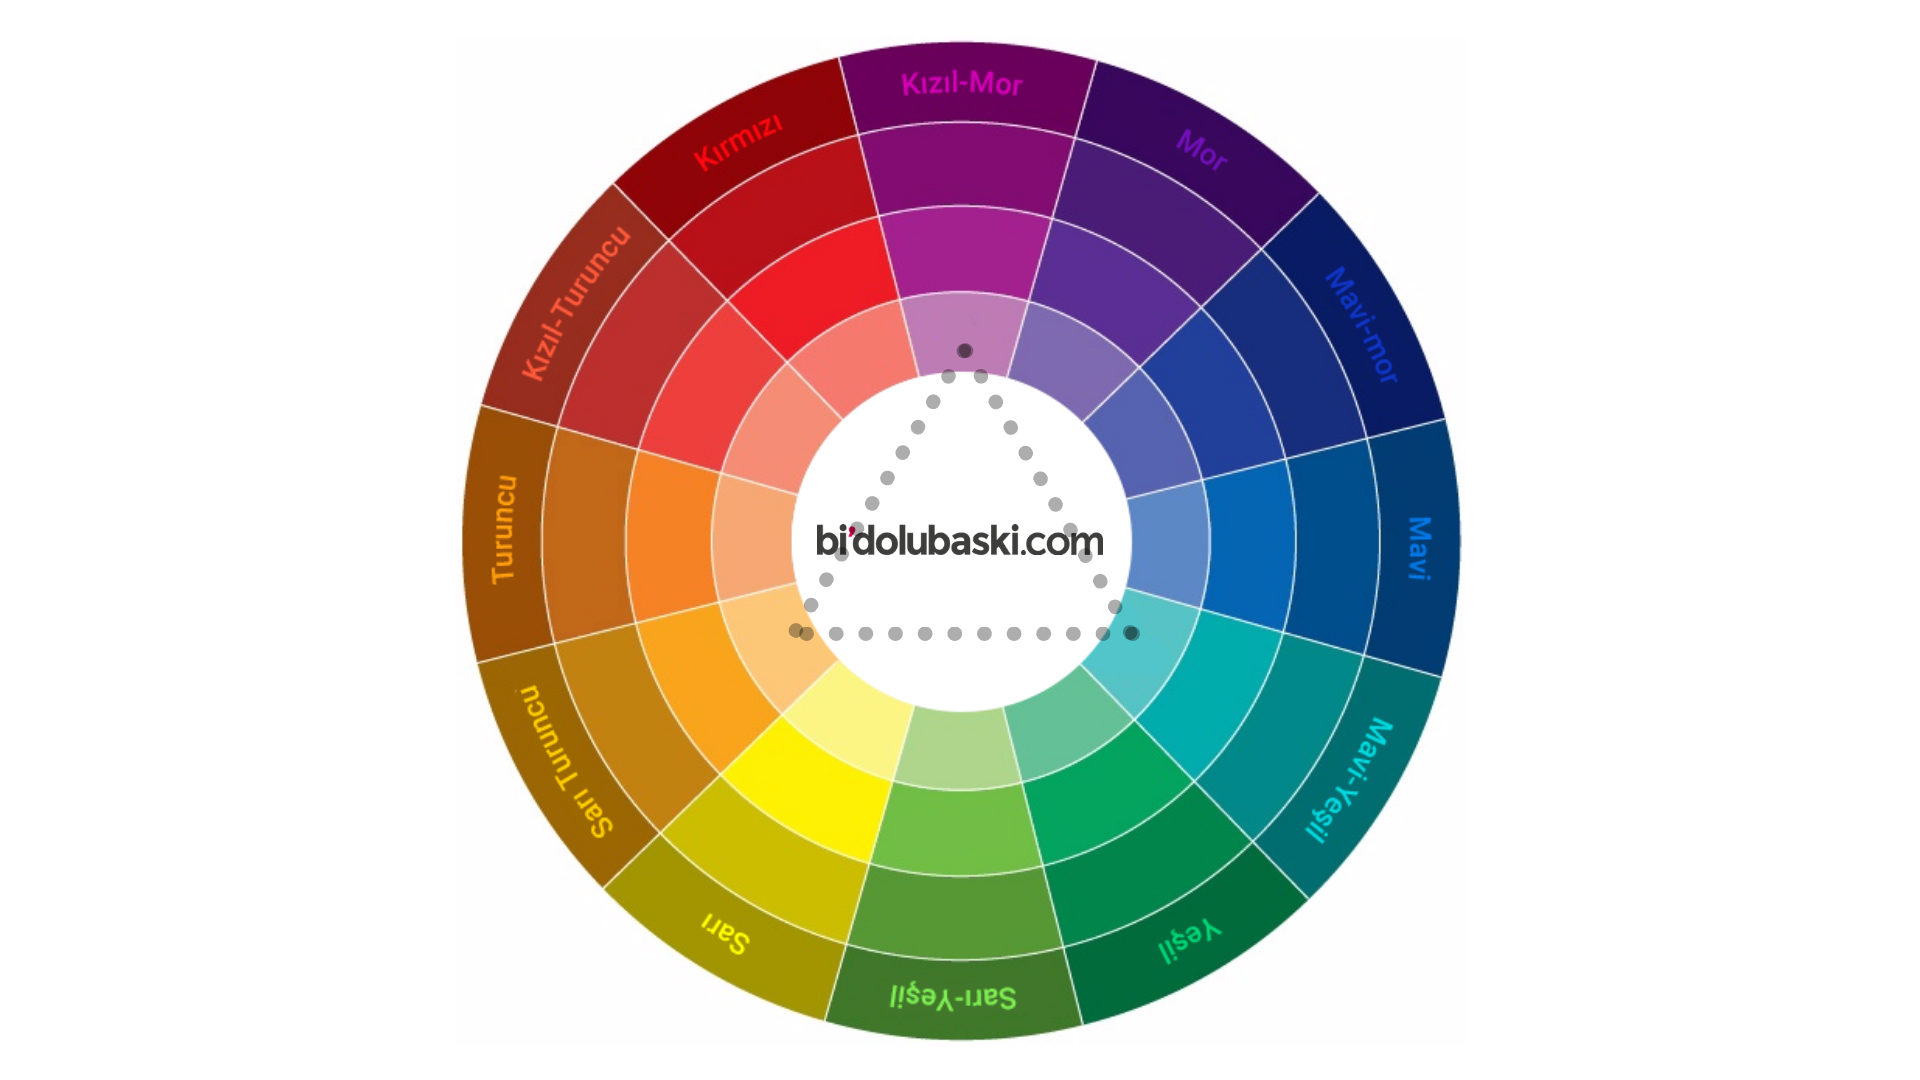 Kızıl-Mor
Mor
Mavi-mor
Mavi
Mavi-Yeşil
Yeşil
Sarı-Yeşil
Sarı
Sarı Turuncu
Turuncu
Kızıl-Turuncu
Kırmızı
bi'dolubaski.com